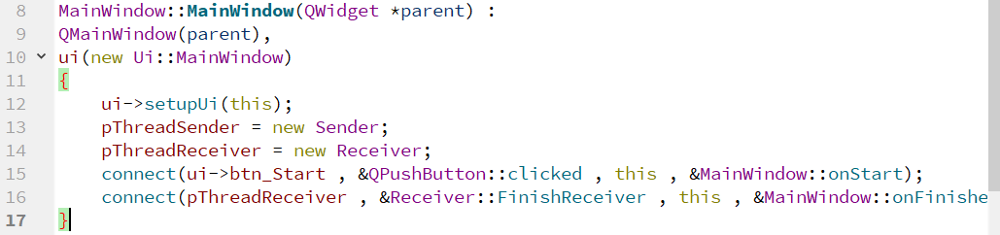 8 MainWindow::MainWindow(QWidget *parent) :
9 QMainWindow(parent),
10 ui(new Ui::MainWindow)
11 {
12 ui->setupUi(this);
13 pThreadSender = new Sender;
14 pThreadReceiver = new Receiver;
15 connect(ui->btn_Start , &QPushButton::clicked , this , &MainWindow::onStart);
16 connect(pThreadReceiver , &Receiver::FinishReceiver , this , &MainWindow::onFinishe
17 }